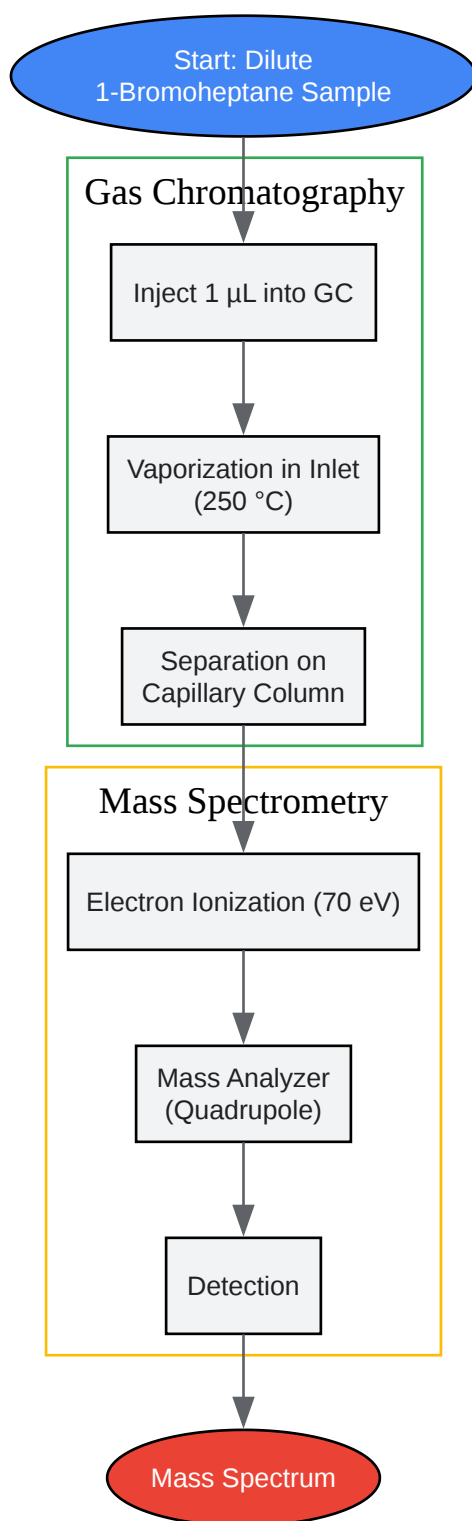 Start: Dilute
1-Bromoheptane Sample
Gas Chromatography
Inject 1 µL into GC
Vaporization in Inlet
(250 °C)
Separation on
Capillary Column
Mass Spectrometry
Electron Ionization (70 eV)
Mass Analyzer
(Quadrupole)
Detection
Mass Spectrum